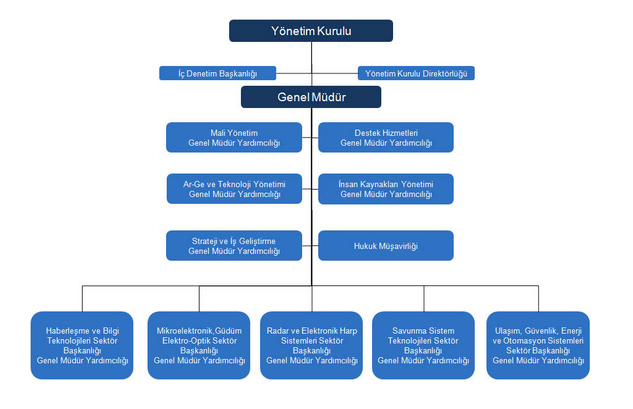 Yönetim Kurulu
İç Denetim Başkanlığı
Yönetim Kurulu Direktörlüğü
Genel Müdür
Mali Yönetim
Genel Müdür Yardımcılığı
Destek Hizmetleri
Genel Müdür Yardımcılığı
Ar-Ge ve Teknoloji Yönetimi
Genel Müdür Yardımcılığı
İnsan Kaynakları Yönetimi
Genel Müdür Yardımcılığı
Strateji ve İş Geliştirme
Genel Müdür Yardımcılığı
Hukuk Müşavirliği
Haberleşme ve Bilgi
Teknolojileri Sektör
Başkanlığı
Genel Müdür Yardımcılığı
Mikroelektronik,Güdüm
Elektro-Optik Sektör
Başkanlığı
Genel Müdür Yardımcılığı
Radar ve Elektronik Harp
Sistemleri Sektör
Başkanlığı
Genel Müdür Yardımcılığı
Savunma Sistem
Teknolojileri Sektör
Başkanlığı
Genel Müdür Yardımcılığı
Ulaşım, Güvenlik, Enerji
ve Otomasyon Sistemleri
Sektör Başkanlığı
Genel Müdür Yardımcılığı